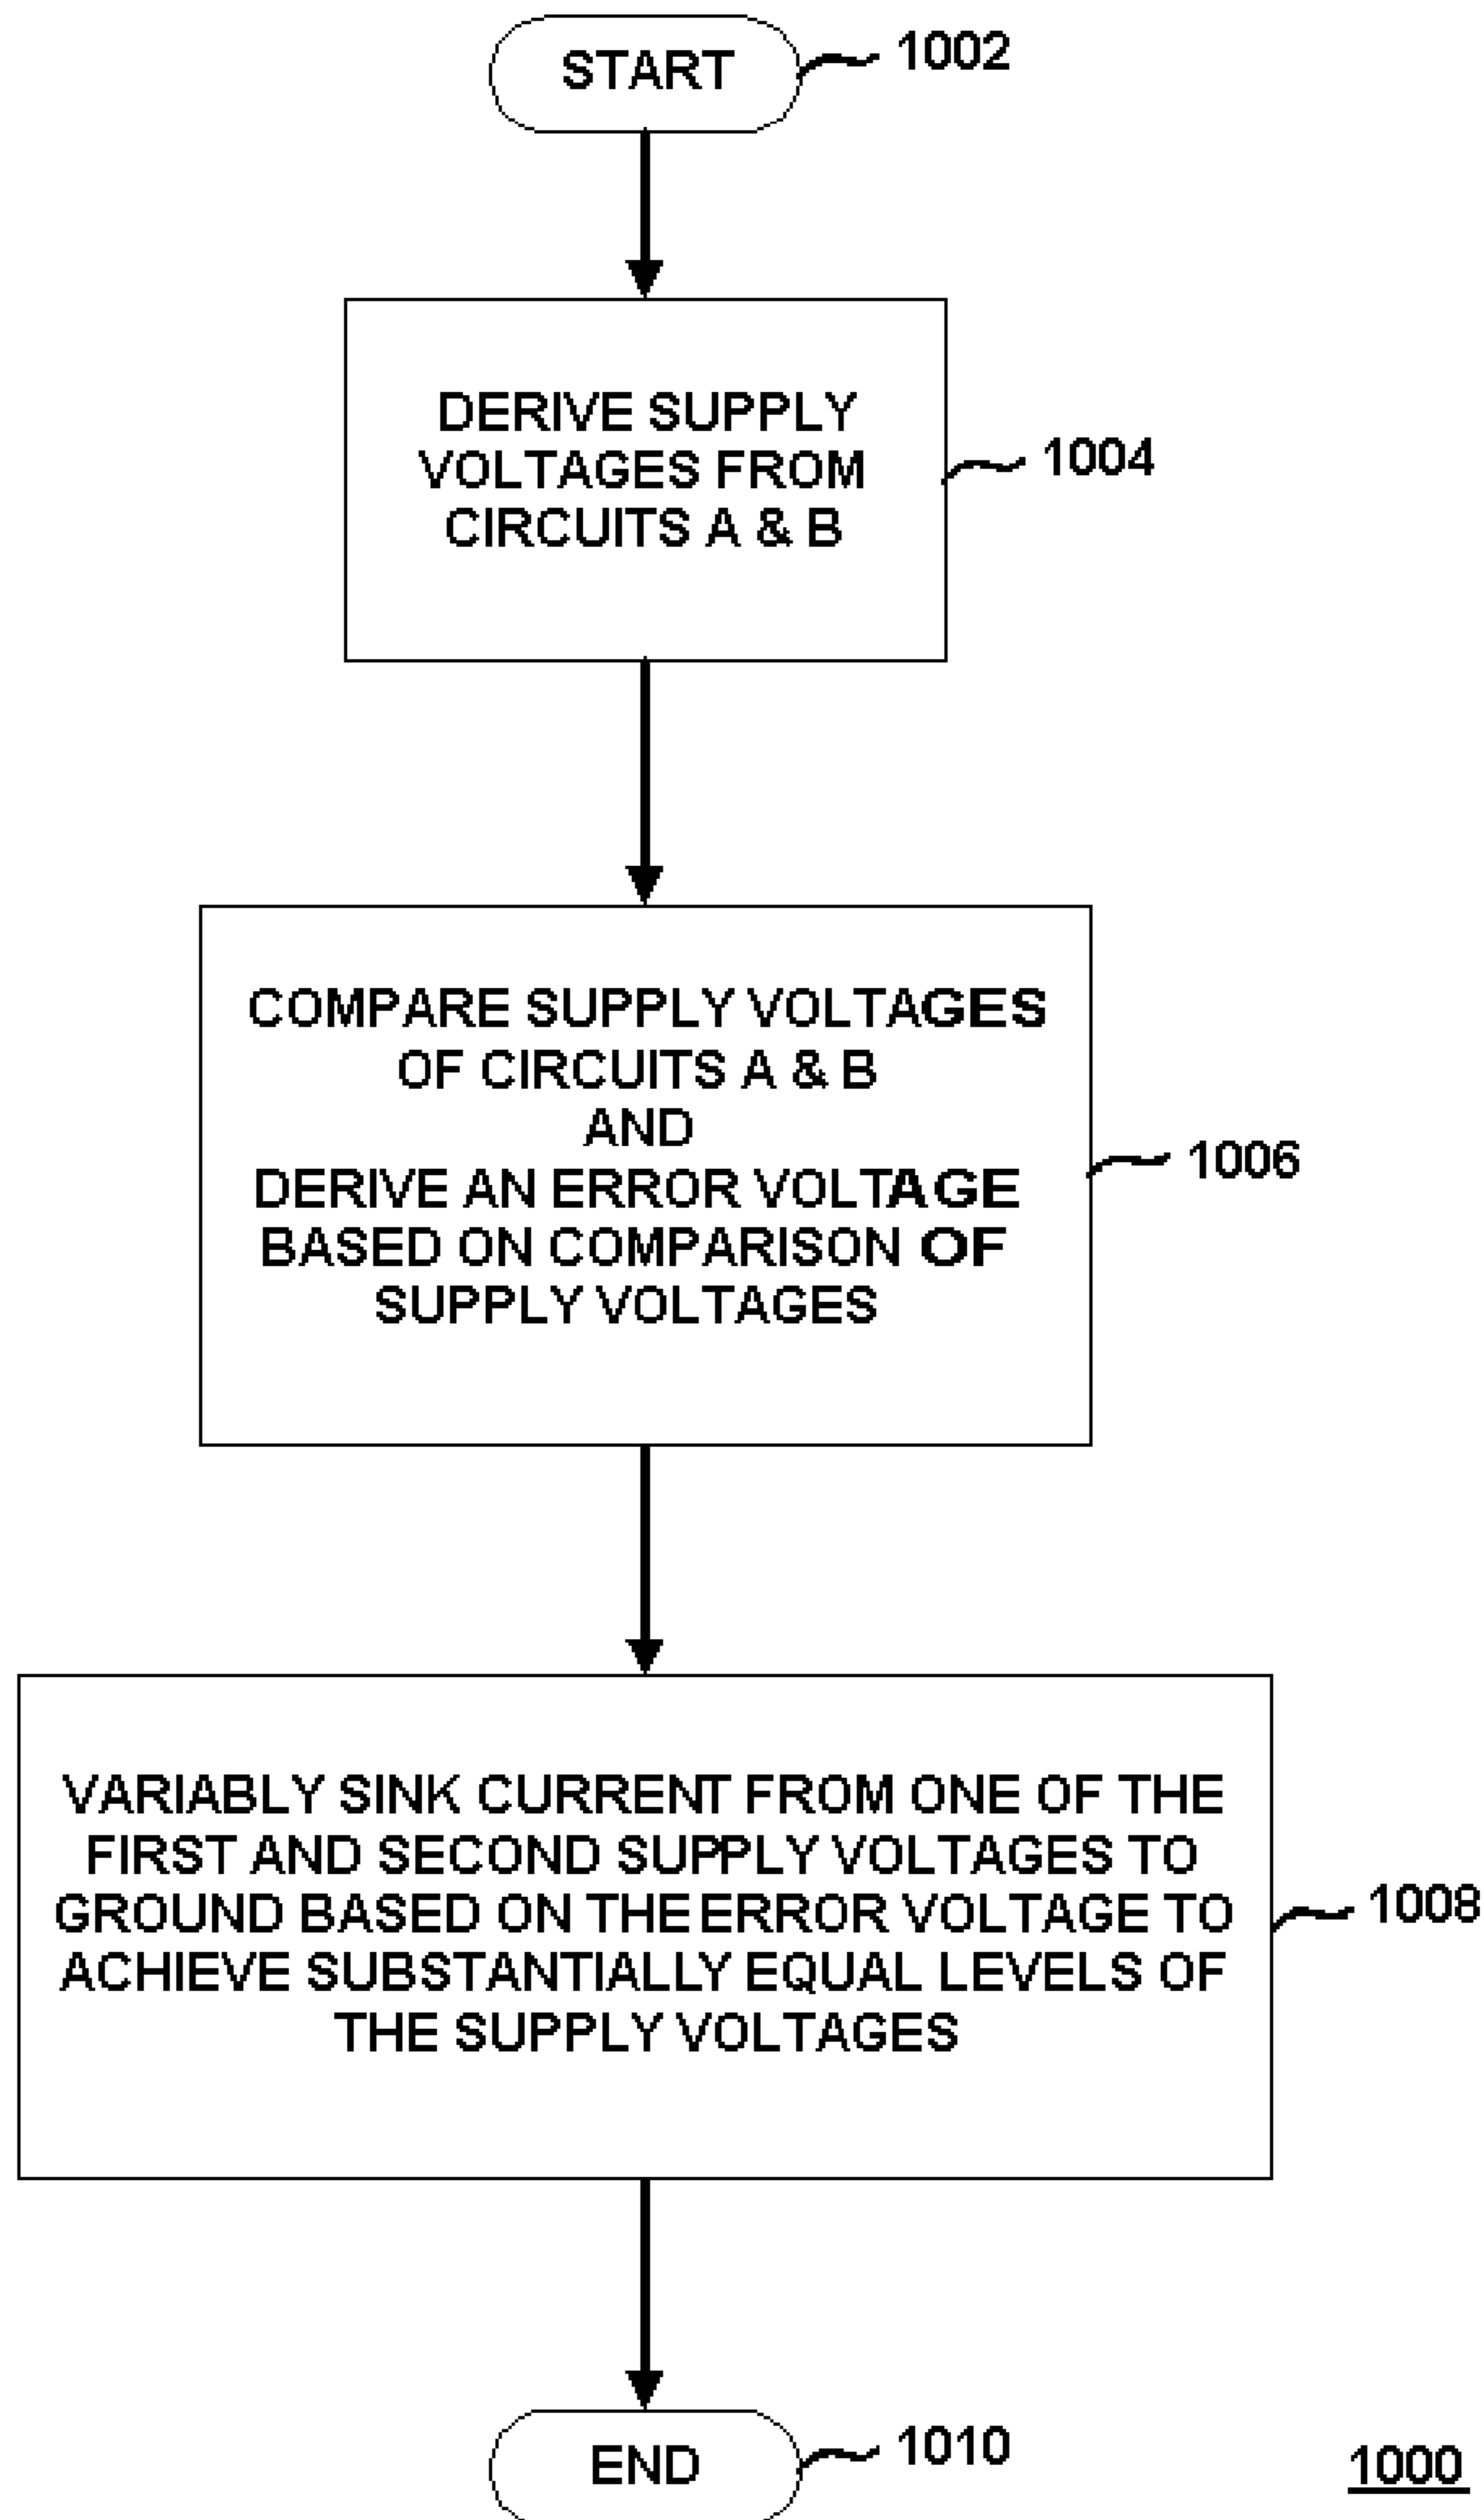 START
1002
DERIVE SUPPLY
VOLTAGES FROM
CIRCUITS A & B
1004
COMPARE SUPPLY VOLTAGES
OF CIRCUITS A & B
AND
DERIVE AN ERROR VOLTAGE
BASED ON COMPARISON OF
SUPPLY VOLTAGES
1006
VARIABLY SINK CURRENT FROM ONE OF THE
FIRST AND SECOND SUPPLY VOLTAGES TO
GROUND BASED ON THE ERROR VOLTAGE TO
ACHIEVE SUBSTANTIALLY EQUAL LEVELS OF
THE SUPPLY VOLTAGES
1008
END
1010
1000